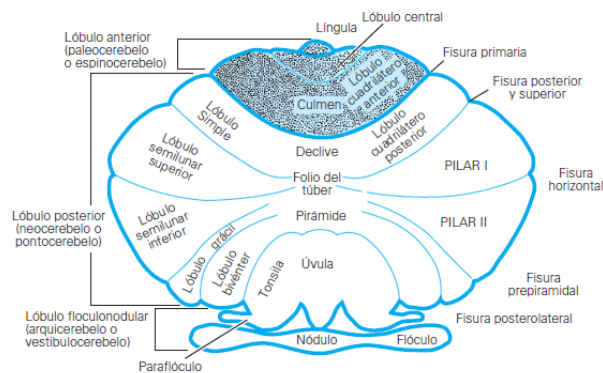 Lóbulo anterior
(paleocerebelo
o espinocerebelo)
Língula
Lóbulo central
Fisura primaria
Fisura posterior
y superior
Culmen
Lóbulo
cuadrilátero
anterior
Lóbulo
Simple
Lóbulo
cuadrilátero
posterior
Declive
Lóbulo
semilunar
superior
Folio del
túber
PILAR I
Fisura
horizontal
Lóbulo posterior
(neocerebelo o
pontocerebelo)
Lóbulo
semilunar
inferior
Pirámide
PILAR II
Lóbulo grácil
Lóbulo
bivénter
Tonsila
Úvula
Fisura
prepiramidal
Lóbulo floculonodular
(arquicerebelo o
vestibulocerebelo)
Fisura posterolateral
Nódulo
Flóculo
Paraflóculo